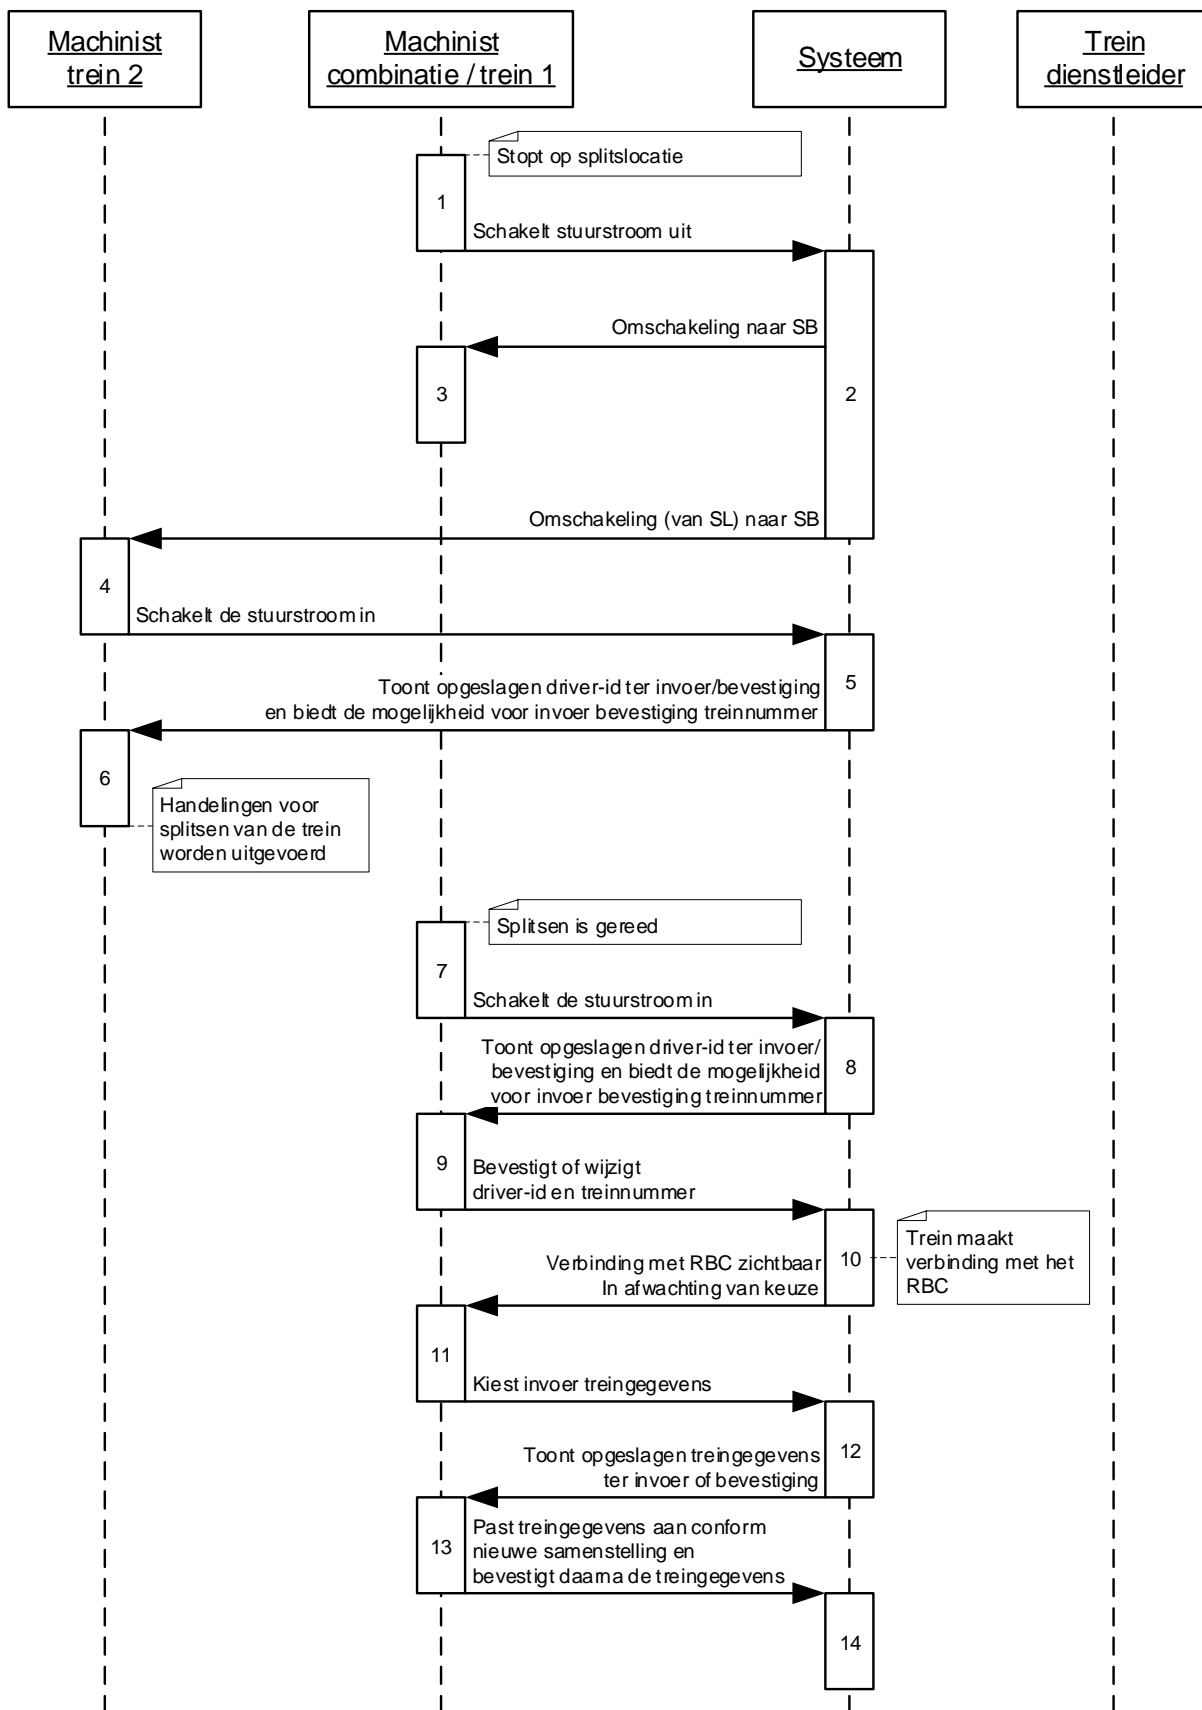 Machinist
trein 2
Machinist
combinatie / trein 1
Systeem
Trein
dienstleider
Stopt op splitslocatie
1
Schakelt stuurstroom uit
Omschakeling naar SB
3
2
Omschakeling (van SL) naar SB
4
Schakelt de stuurstroom in
5
Toont opgeslagen driver-id ter invoer/bevestiging
en biedt de mogelijkheid voor invoer bevestiging treinnummer
6
Handelingen voor
splitsen van de trein
worden uitgevoerd
Splitsen is gereed
7
Schakelt de stuurstroom in
Toont opgeslagen driver-id ter invoer/
bevestiging en biedt de mogelijkheid
voor invoer bevestiging treinnummer
8
9
Bevestigt of wijzigt
driver-id en treinnummer
Verbinding met RBC zichtbaar
In afwachting van keuze
10
Trein maakt
verbinding met het
RBC
11
Kiest invoer treingegevens
Toont opgeslagen treingegevens
ter invoer of bevestiging
12
13
Past treingegevens aan conform
nieuwe samenstelling en
bevestigt daarna de treingegevens
14